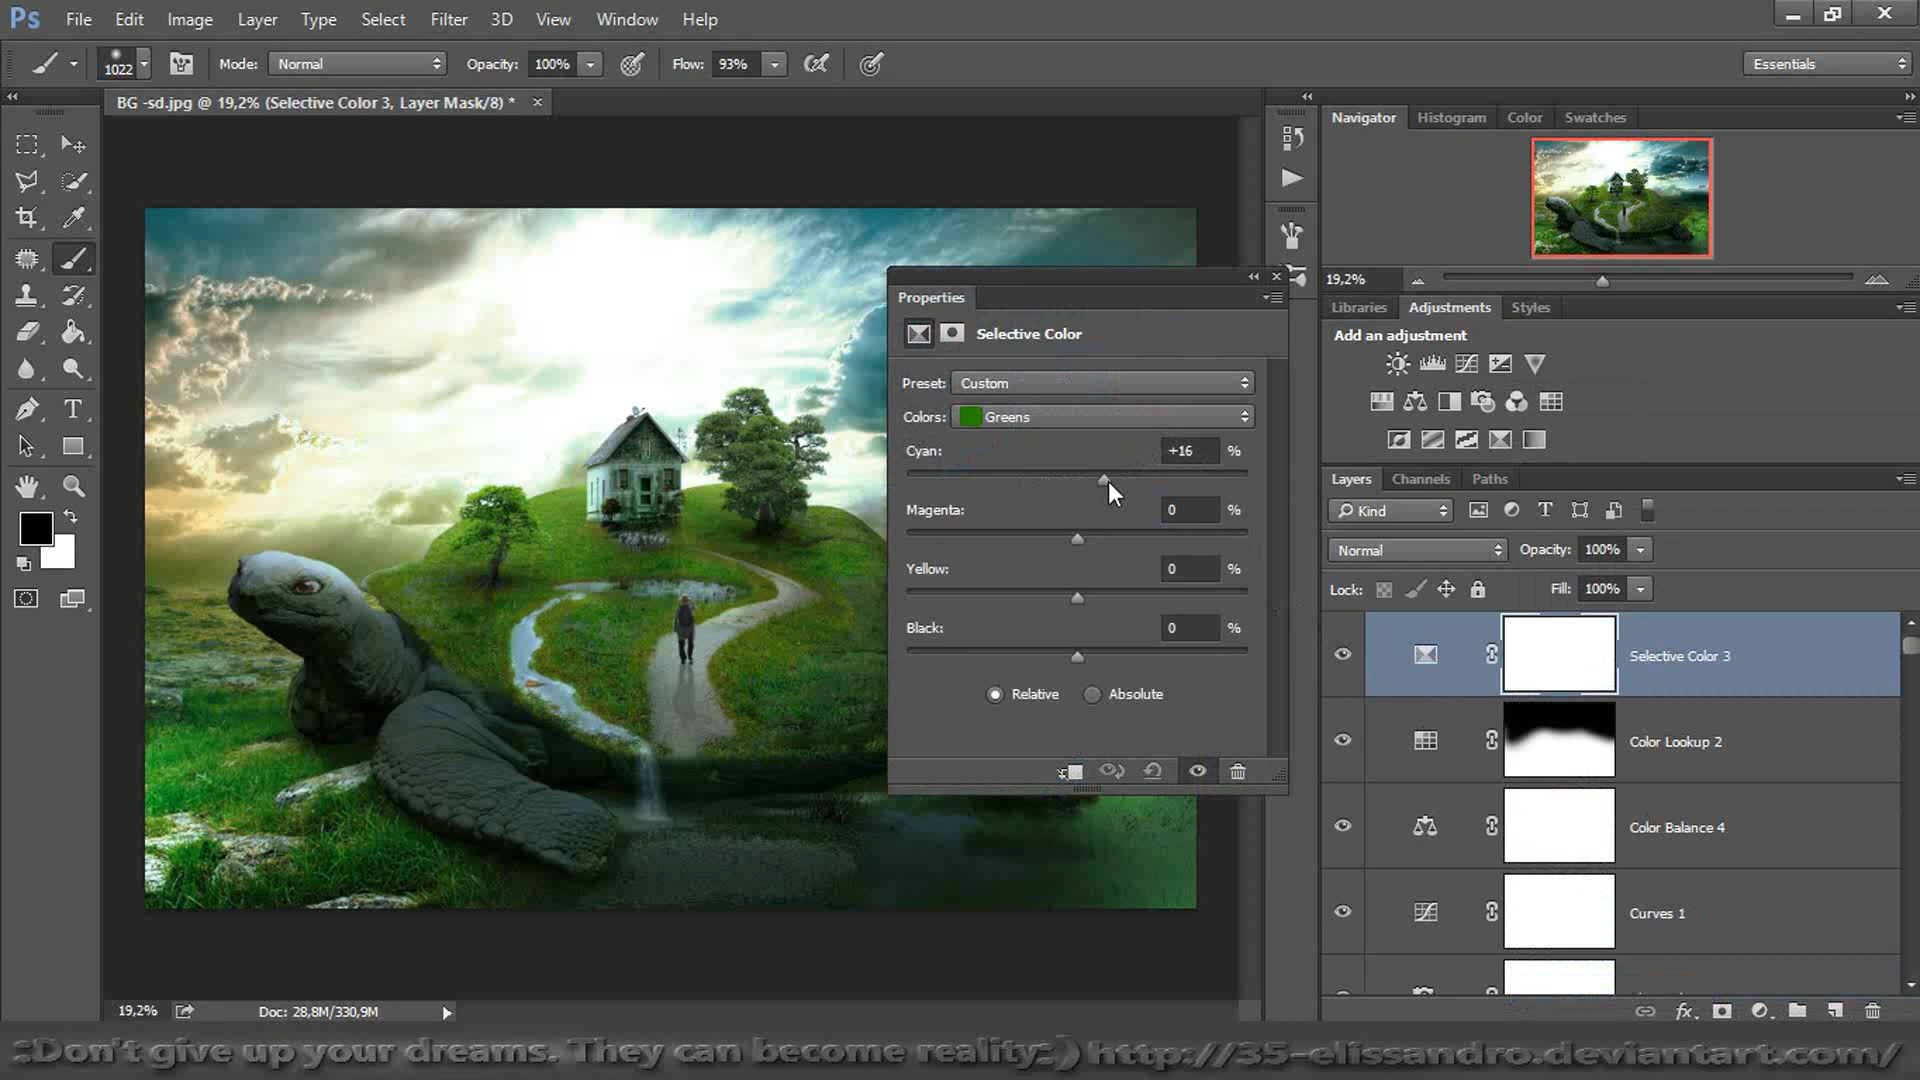 Ps File Edit Image Layer Type Select Filter 3D View Window Help
1022 Mode: Normal Opacity: 100% Flow: 93% Essentials
BG -sd.jpg @ 19,2% (Selective Color 3, Layer Mask/8) *
Navigator Histogram Color Swatches
19,2%
Libraries Adjustments Styles
Add an adjustment
Properties
Selective Color
Preset: Custom
Colors: Greens
Cyan: +16 %
Magenta: 0 %
Yellow: 0 %
Black: 0 %
Relative Absolute
Layers Channels Paths
Kind
Normal Opacity: 100%
Lock: Fill: 100%
Selective Color 3
Color Lookup 2
Color Balance 4
Curves 1
19,2% Doc: 28,8M/330,9M
:Don't give up your dreams. They can become reality:) http://35-elissandro.deviantart.com/